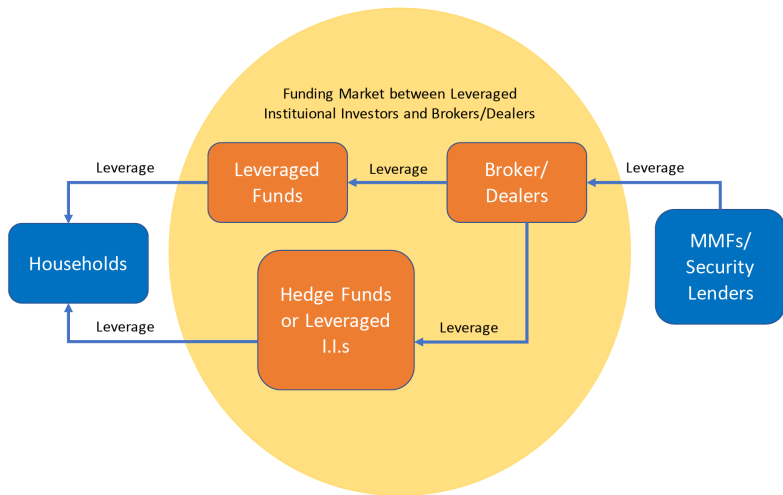 Funding Market between Leveraged
Instituional Investors and Brokers/Dealers
Leverage
Leveraged
Funds
Leverage
Broker/
Dealers
Leverage
Households
MMFs/
Security
Lenders
Hedge Funds
or Leveraged
I.I.s
Leverage
Leverage